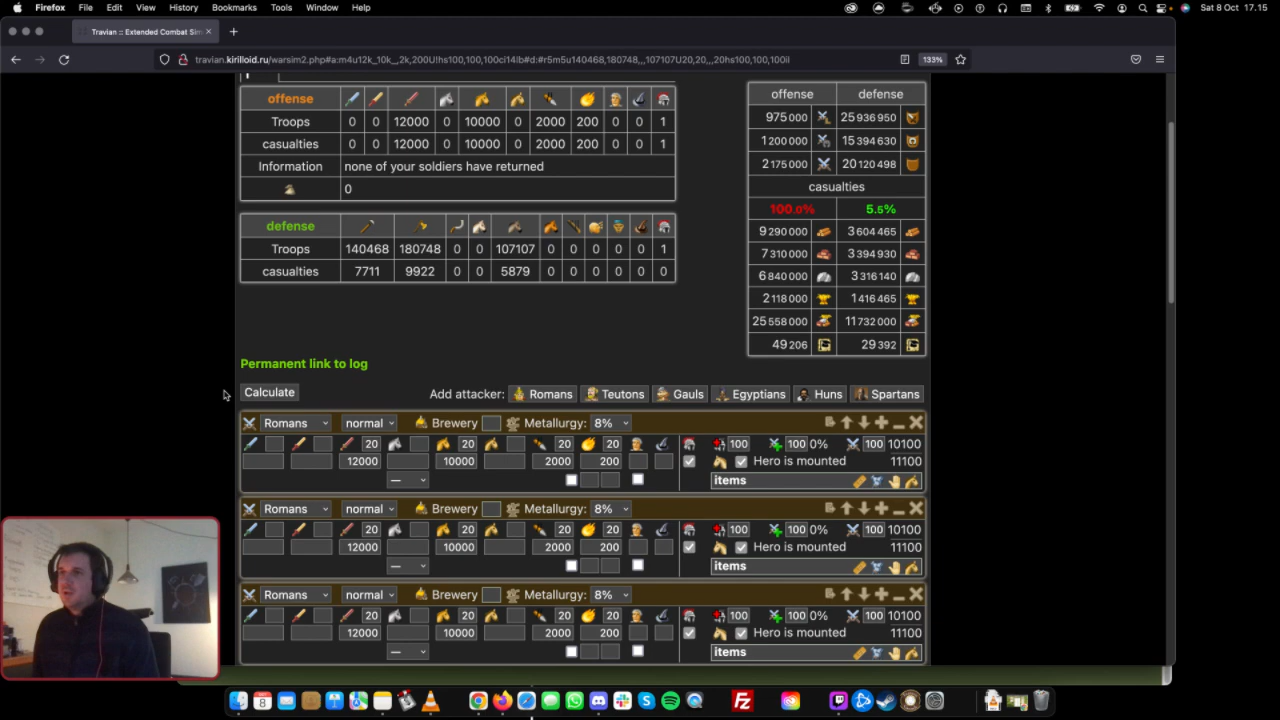 Firefox File Edit View History Bookmarks Tools Window Help Sat 8 Oct 17.15
Travian :: Extended Combat Sim
travian.kirilloid.ru/warsim2.php#a:m4u12k_10k_,2k,200U!hs100,100,100ci14!b#d:#r5m5u140468,180748,,,107107U20,20,,,20hs100,100,100ii 133%
offense
Troops 0 0 12000 0 10000 0 2000 200 0 0 1
casualties 0 0 12000 0 10000 0 2000 200 0 0 1
Information none of your soldiers have returned
0
defense
Troops 140468 180748 0 0 107107 0 0 0 0 0 1
casualties 7711 9922 0 0 5879 0 0 0 0 0 0
offense defense
975 000 25 936 950
1 200 000 15 394 630
2 175 000 20 120 498
casualties
100.0% 5.5%
9 290 000 3 604 465
7 310 000 3 394 930
6 840 000 3 316 140
2 118 000 1 416 465
25 558 000 11 732 000
49 206 29 392
Permanent link to log
Calculate Add attacker: Romans Teutons Gauls Egyptians Huns Spartans
Romans normal Brewery Metallurgy: 8%
20 20 20 20 100 100 0% 100 10100
12000 10000 2000 200 Hero is mounted 11100
— items
Romans normal Brewery Metallurgy: 8%
20 20 20 20 100 100 0% 100 10100
12000 10000 2000 200 Hero is mounted 11100
— items
Romans normal Brewery Metallurgy: 8%
20 20 20 20 100 100 0% 100 10100
12000 10000 2000 200 Hero is mounted 11100
— items